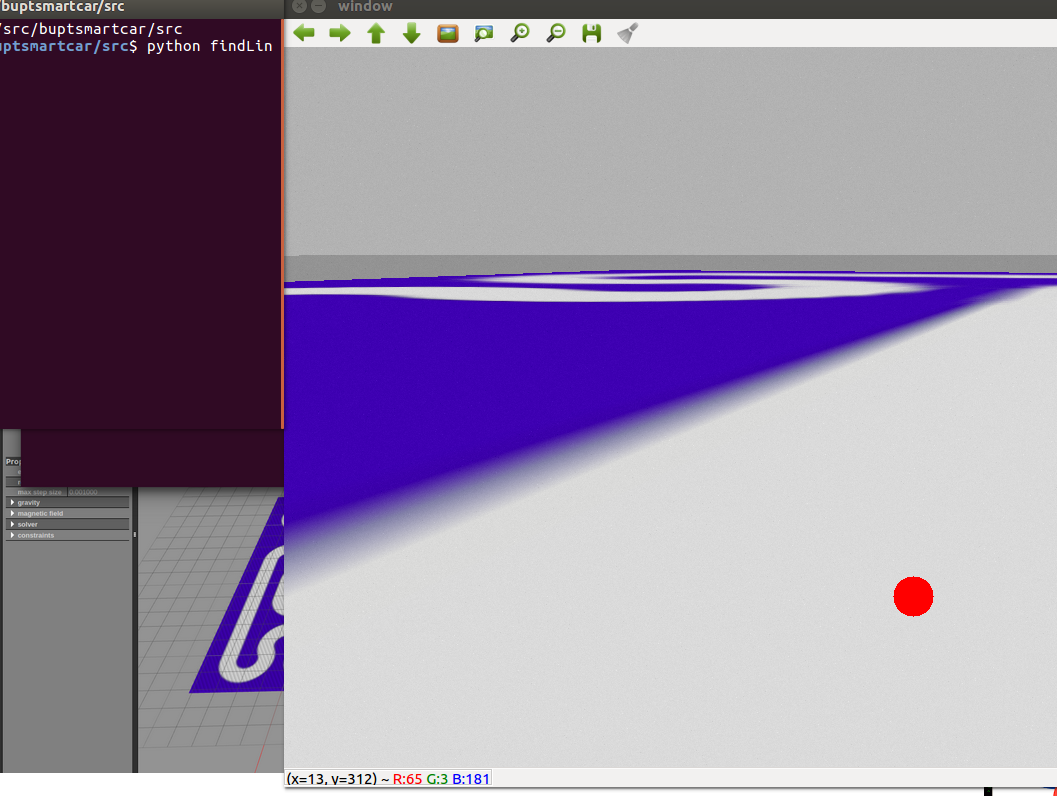 /buptsmartcar/src
window
/src/buptsmartcar/src
uptsmartcar/src$ python findLin
Prop
max step size 0.001000
gravity
magnetic field
solver
constraints
(x=13, y=312) ~ R:65 G:3 B:181